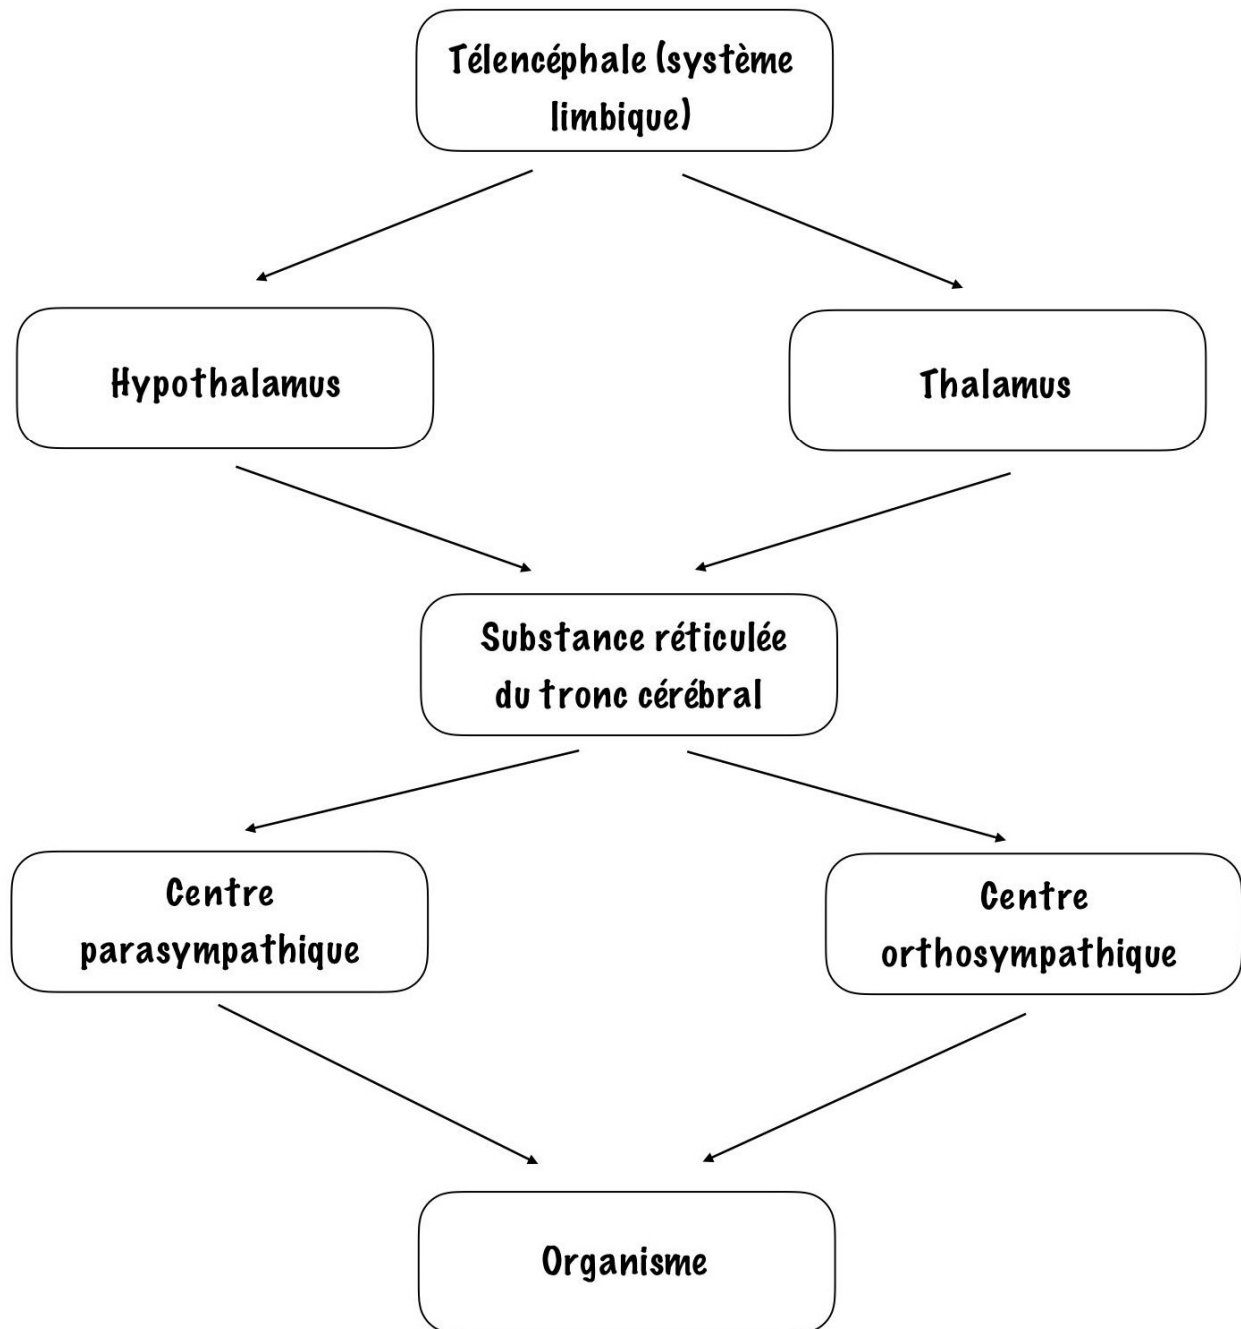 Télencéphale (système
limbique)
Hypothalamus
Thalamus
Substance réticulée
du tronc cérébral
Centre
parasympathique
Centre
orthosympathique
Organisme